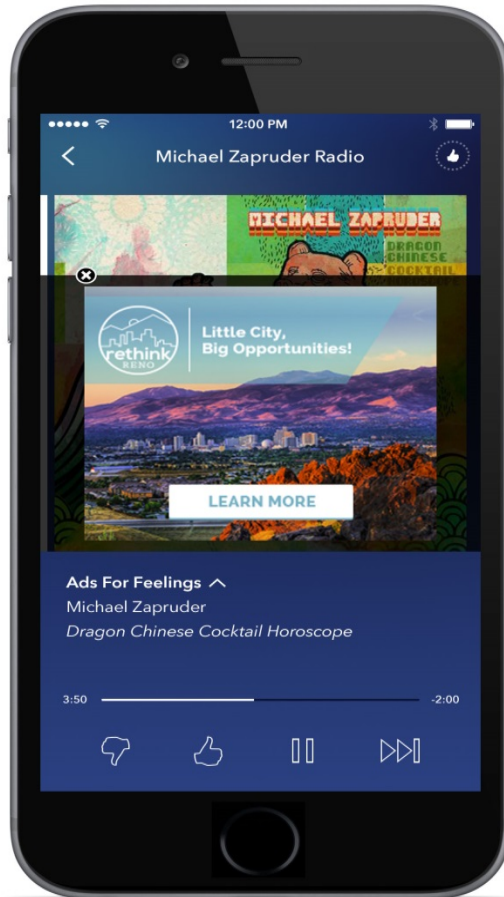 12:00 PM
Michael Zapruder Radio
MICHAEL ZAPRUDER
DRAGON
CHINESE
COCKTAIL
rethink
RENO
Little City,
Big Opportunities!
LEARN MORE
Ads For Feelings
Michael Zapruder
Dragon Chinese Cocktail Horoscope
3:50
-2:00